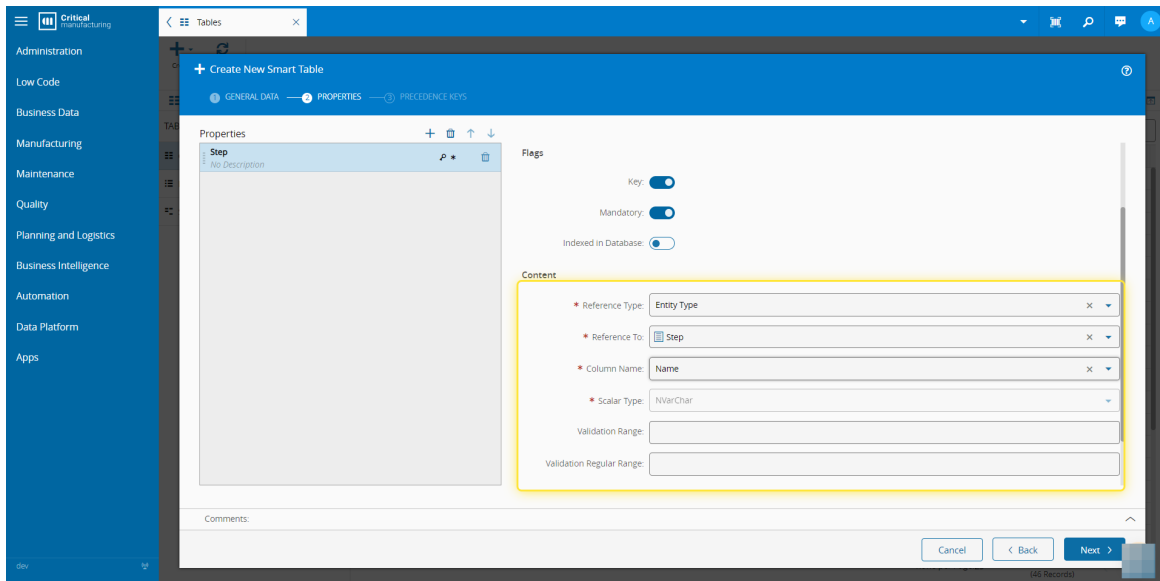 Critical
manufacturing
Tables
A
Administration
Low Code
Business Data
Manufacturing
Maintenance
Quality
Planning and Logistics
Business Intelligence
Automation
Data Platform
Apps
dev
Create New Smart Table
1 GENERAL DATA
2 PROPERTIES
3 PRECEDENCE KEYS
TAB
Properties
Step
No Description
Flags
Key:
Mandatory:
Indexed in Database:
Content
* Reference Type: Entity Type
* Reference To: Step
* Column Name: Name
* Scalar Type: NVarChar
Validation Range:
Validation Regular Range:
Comments:
Cancel
Back
Next
(46 Records)